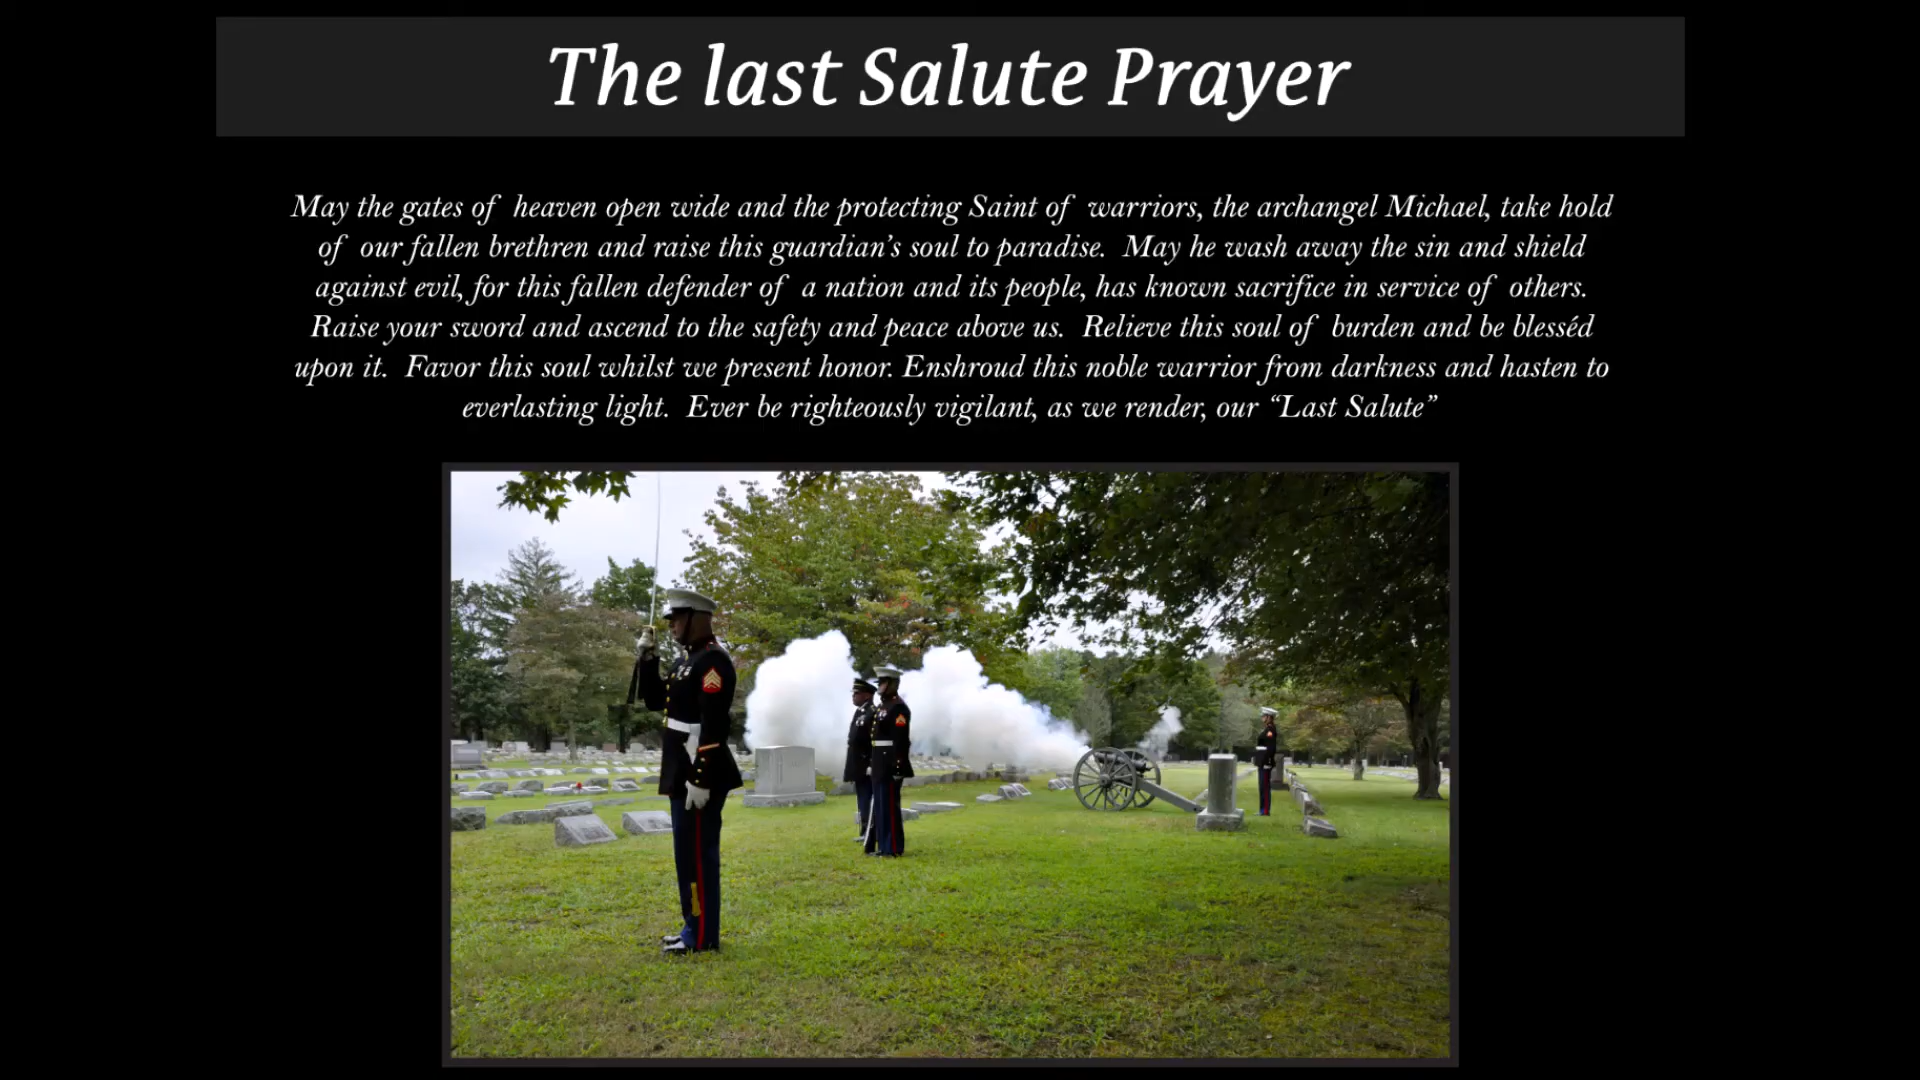 The last Salute Prayer
May the gates of heaven open wide and the protecting Saint of warriors, the archangel Michael, take hold
of our fallen brethren and raise this guardian’s soul to paradise. May he wash away the sin and shield
against evil, for this fallen defender of a nation and its people, has known sacrifice in service of others.
Raise your sword and ascend to the safety and peace above us. Relieve this soul of burden and be blesséd
upon it. Favor this soul whilst we present honor. Enshroud this noble warrior from darkness and hasten to
everlasting light. Ever be righteously vigilant, as we render, our “Last Salute”